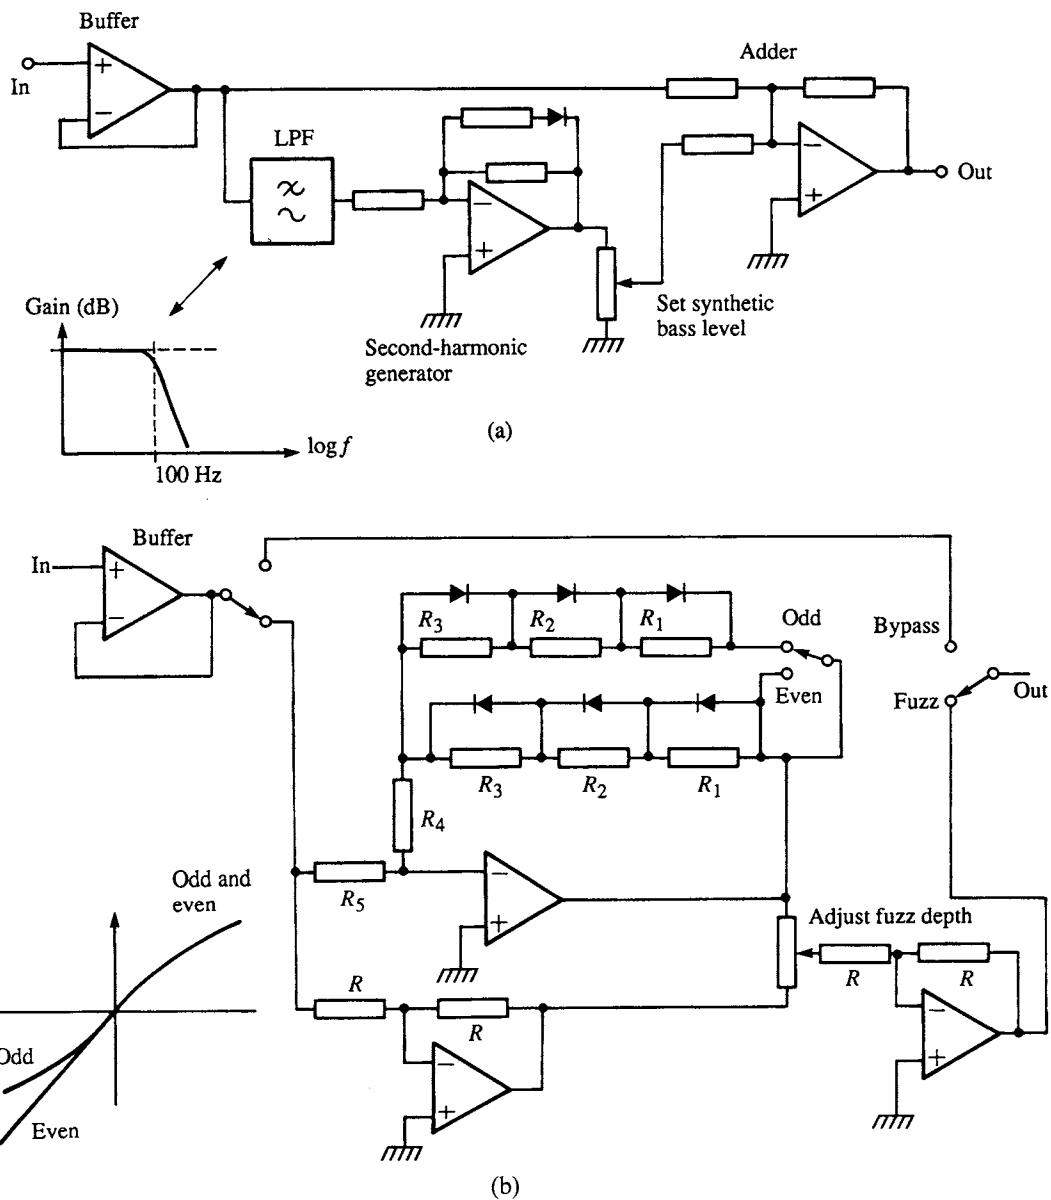 Buffer
In
+
−
LPF
−
+
Adder
−
+
Out
Set synthetic
bass level
Second-harmonic
generator
Gain (dB)
log f
100 Hz
(a)
Buffer
In
+
−
R3
R2
R1
Odd
Even
R3
R2
R1
Bypass
Fuzz
Out
R4
R5
−
+
Adjust fuzz depth
R
R
−
+
R
R
−
+
Odd and
even
Odd
Even
(b)